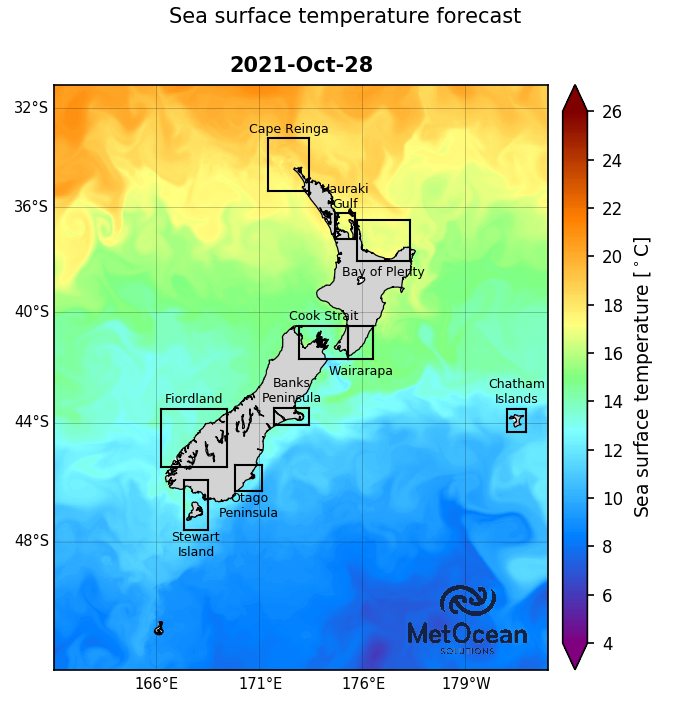 Sea surface temperature forecast
2021-Oct-28
32°S
36°S
40°S
44°S
48°S
166°E
171°E
176°E
179°W
Cape Reinga
Hauraki
Gulf
Bay of Plenty
Cook Strait
Wairarapa
Banks
Peninsula
Fiordland
Chatham
Islands
Otago
Peninsula
Stewart
Island
MetOcean
SOLUTIONS
26
24
22
20
18
16
14
12
10
8
6
4
Sea surface temperature [°C]